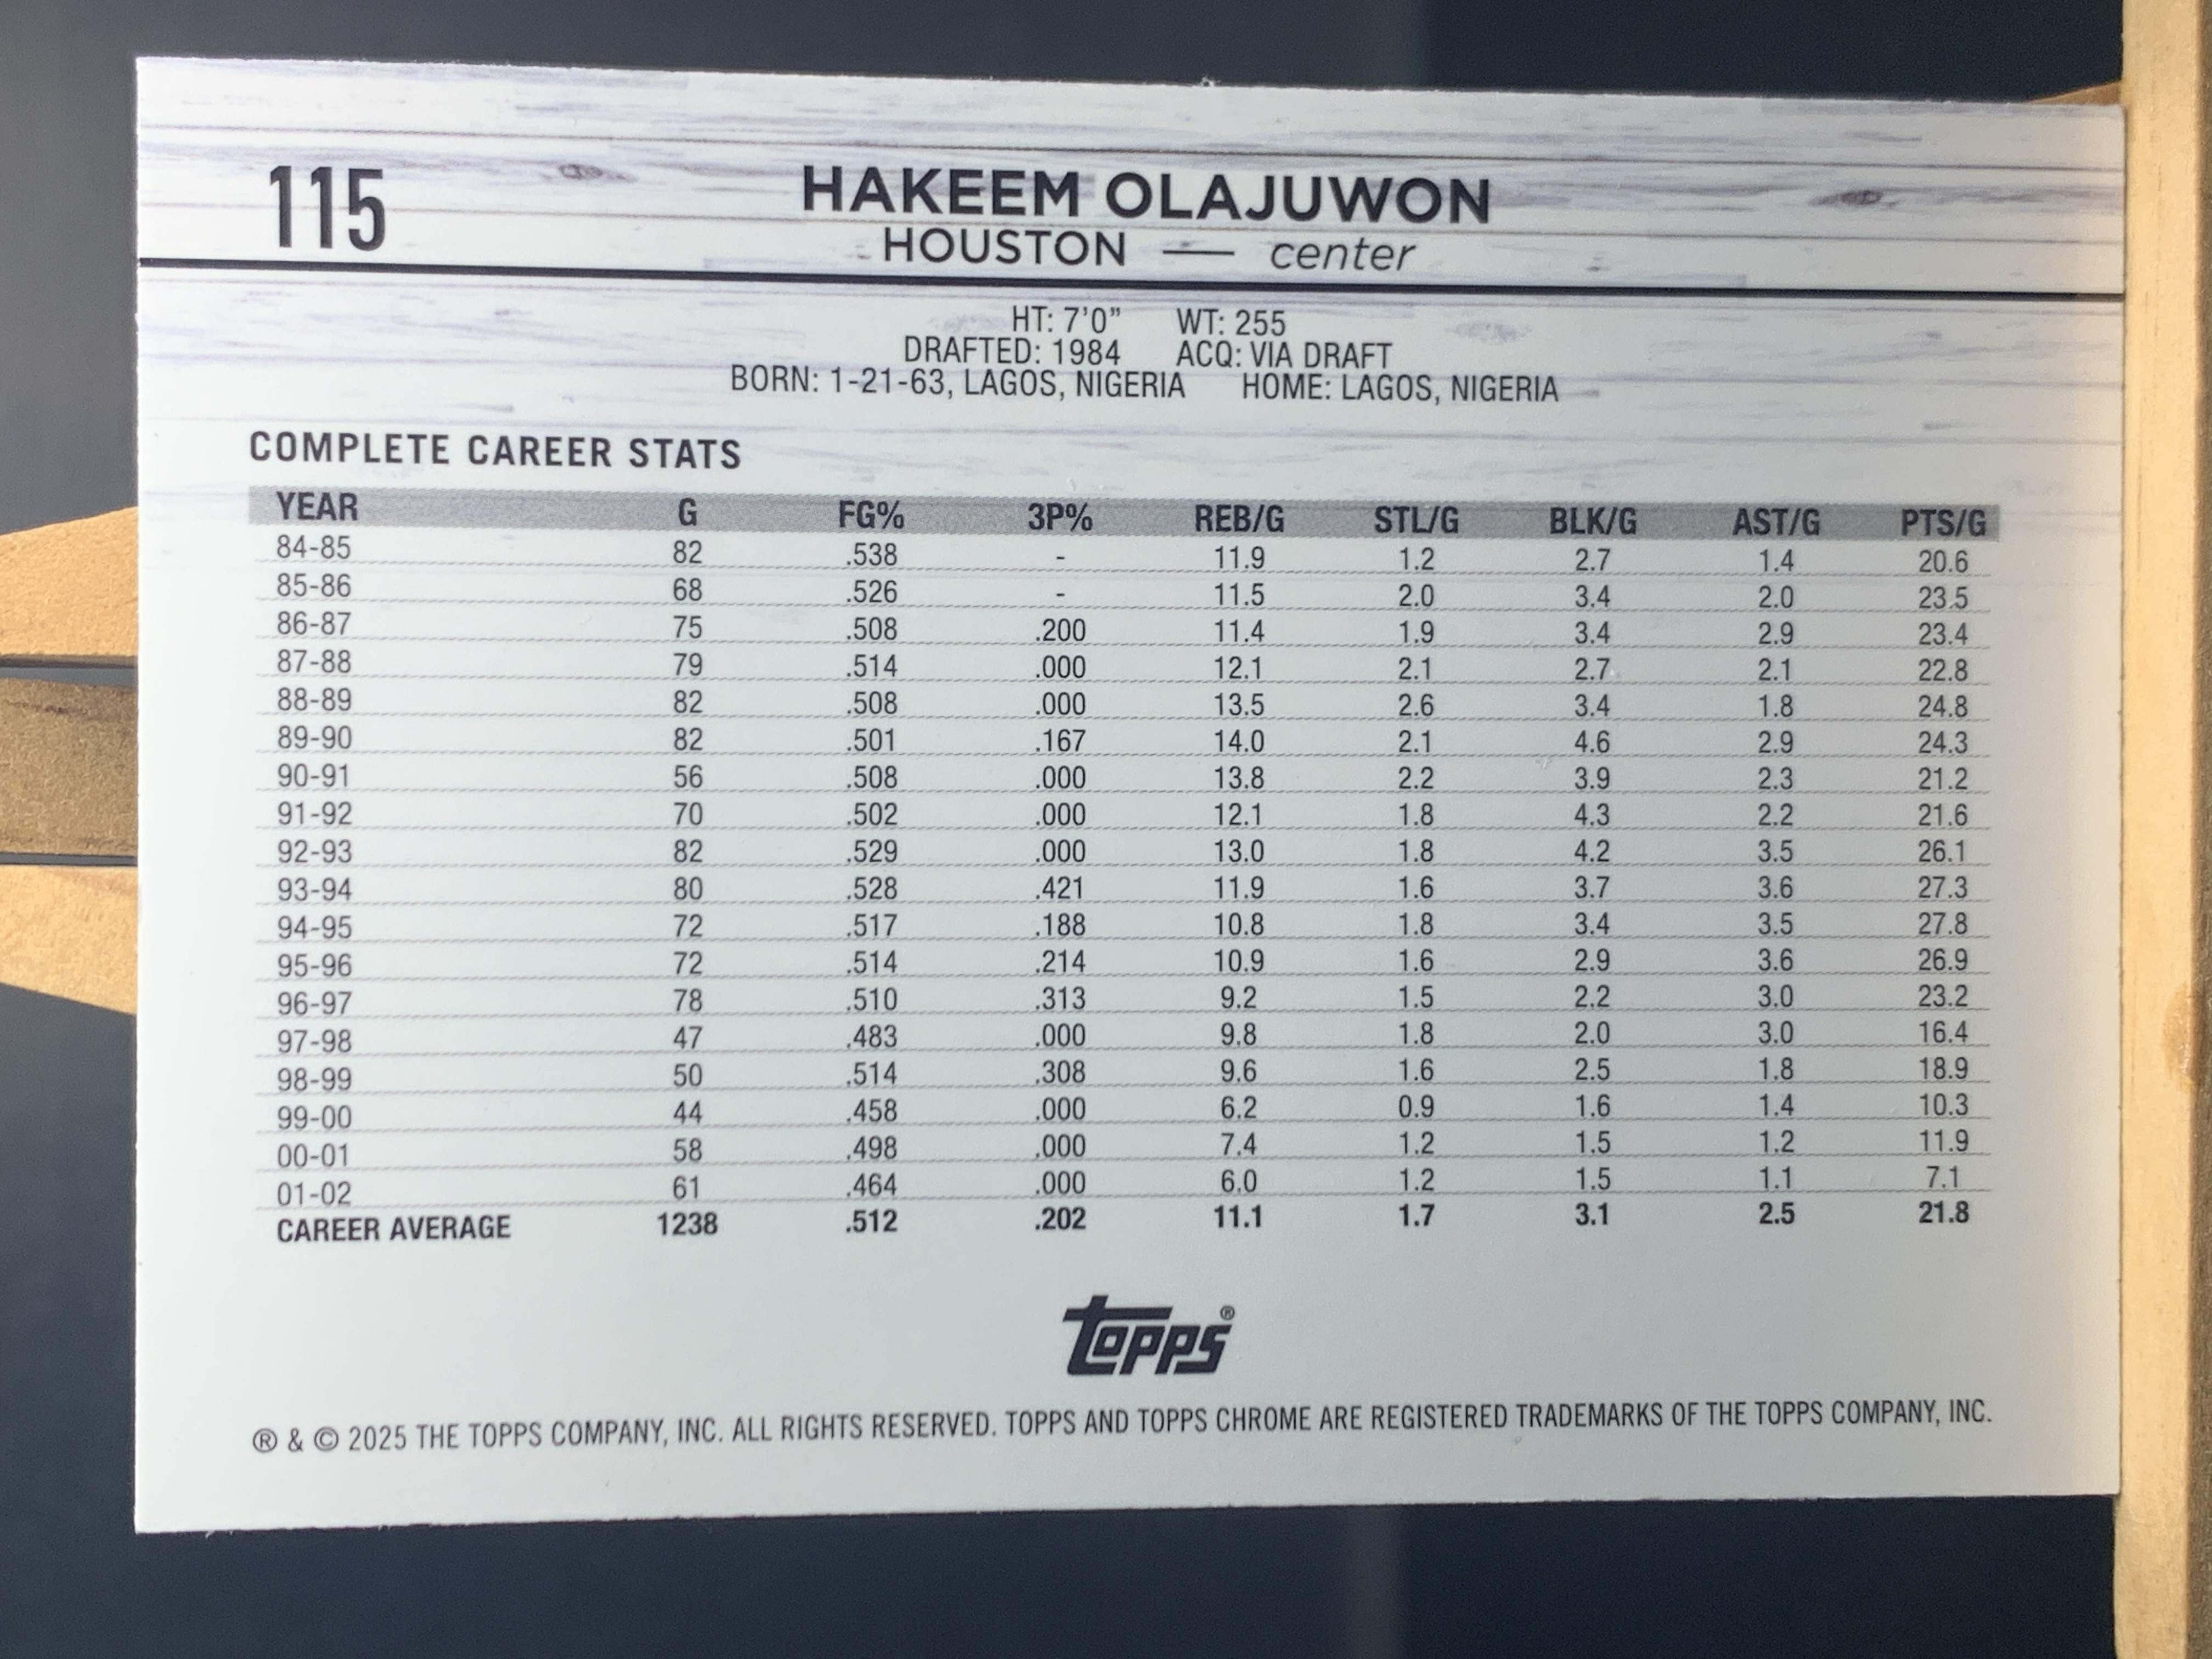 115
HAKEEM OLAJUWON
HOUSTON — center
HT: 7'0" WT: 255
DRAFTED: 1984 ACQ: VIA DRAFT
BORN: 1-21-63, LAGOS, NIGERIA HOME: LAGOS, NIGERIA
COMPLETE CAREER STATS
YEAR G FG% 3P% REB/G STL/G BLK/G AST/G PTS/G
84-85 82 .538 - 11.9 1.2 2.7 1.4 20.6
85-86 68 .526 - 11.5 2.0 3.4 2.0 23.5
86-87 75 .508 .200 11.4 1.9 3.4 2.9 23.4
87-88 79 .514 .000 12.1 2.1 2.7 2.1 22.8
88-89 82 .508 .000 13.5 2.6 3.4 1.8 24.8
89-90 82 .501 .167 14.0 2.1 4.6 2.9 24.3
90-91 56 .508 .000 13.8 2.2 3.9 2.3 21.2
91-92 70 .502 .000 12.1 1.8 4.3 2.2 21.6
92-93 82 .529 .000 13.0 1.8 4.2 3.5 26.1
93-94 80 .528 .421 11.9 1.6 3.7 3.6 27.3
94-95 72 .517 .188 10.8 1.8 3.4 3.5 27.8
95-96 72 .514 .214 10.9 1.6 2.9 3.6 26.9
96-97 78 .510 .313 9.2 1.5 2.2 3.0 23.2
97-98 47 .483 .000 9.8 1.8 2.0 3.0 16.4
98-99 50 .514 .308 9.6 1.6 2.5 1.8 18.9
99-00 44 .458 .000 6.2 0.9 1.6 1.4 10.3
00-01 58 .498 .000 7.4 1.2 1.5 1.2 11.9
01-02 61 .464 .000 6.0 1.2 1.5 1.1 7.1
CAREER AVERAGE 1238 .512 .202 11.1 1.7 3.1 2.5 21.8
topps®
® & © 2025 THE TOPPS COMPANY, INC. ALL RIGHTS RESERVED. TOPPS AND TOPPS CHROME ARE REGISTERED TRADEMARKS OF THE TOPPS COMPANY, INC.